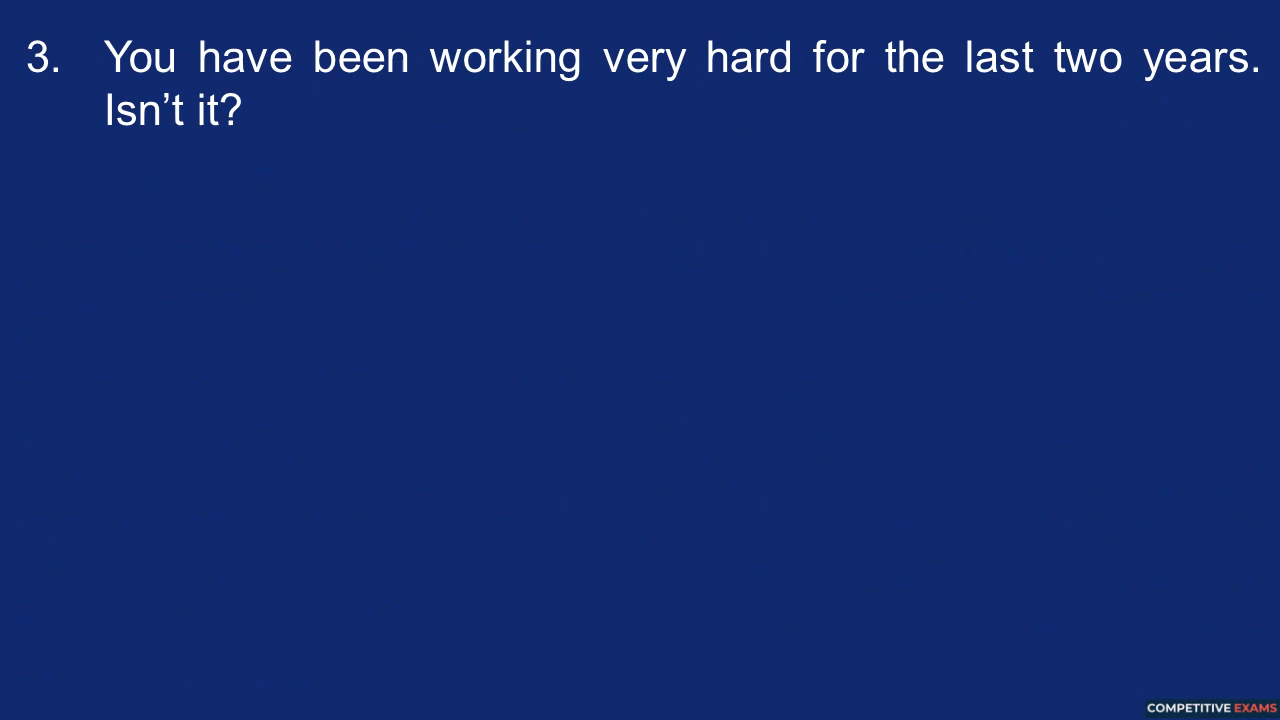 3. You have been working very hard for the last two years.
Isn’t it?
COMPETITIVE EXAMS